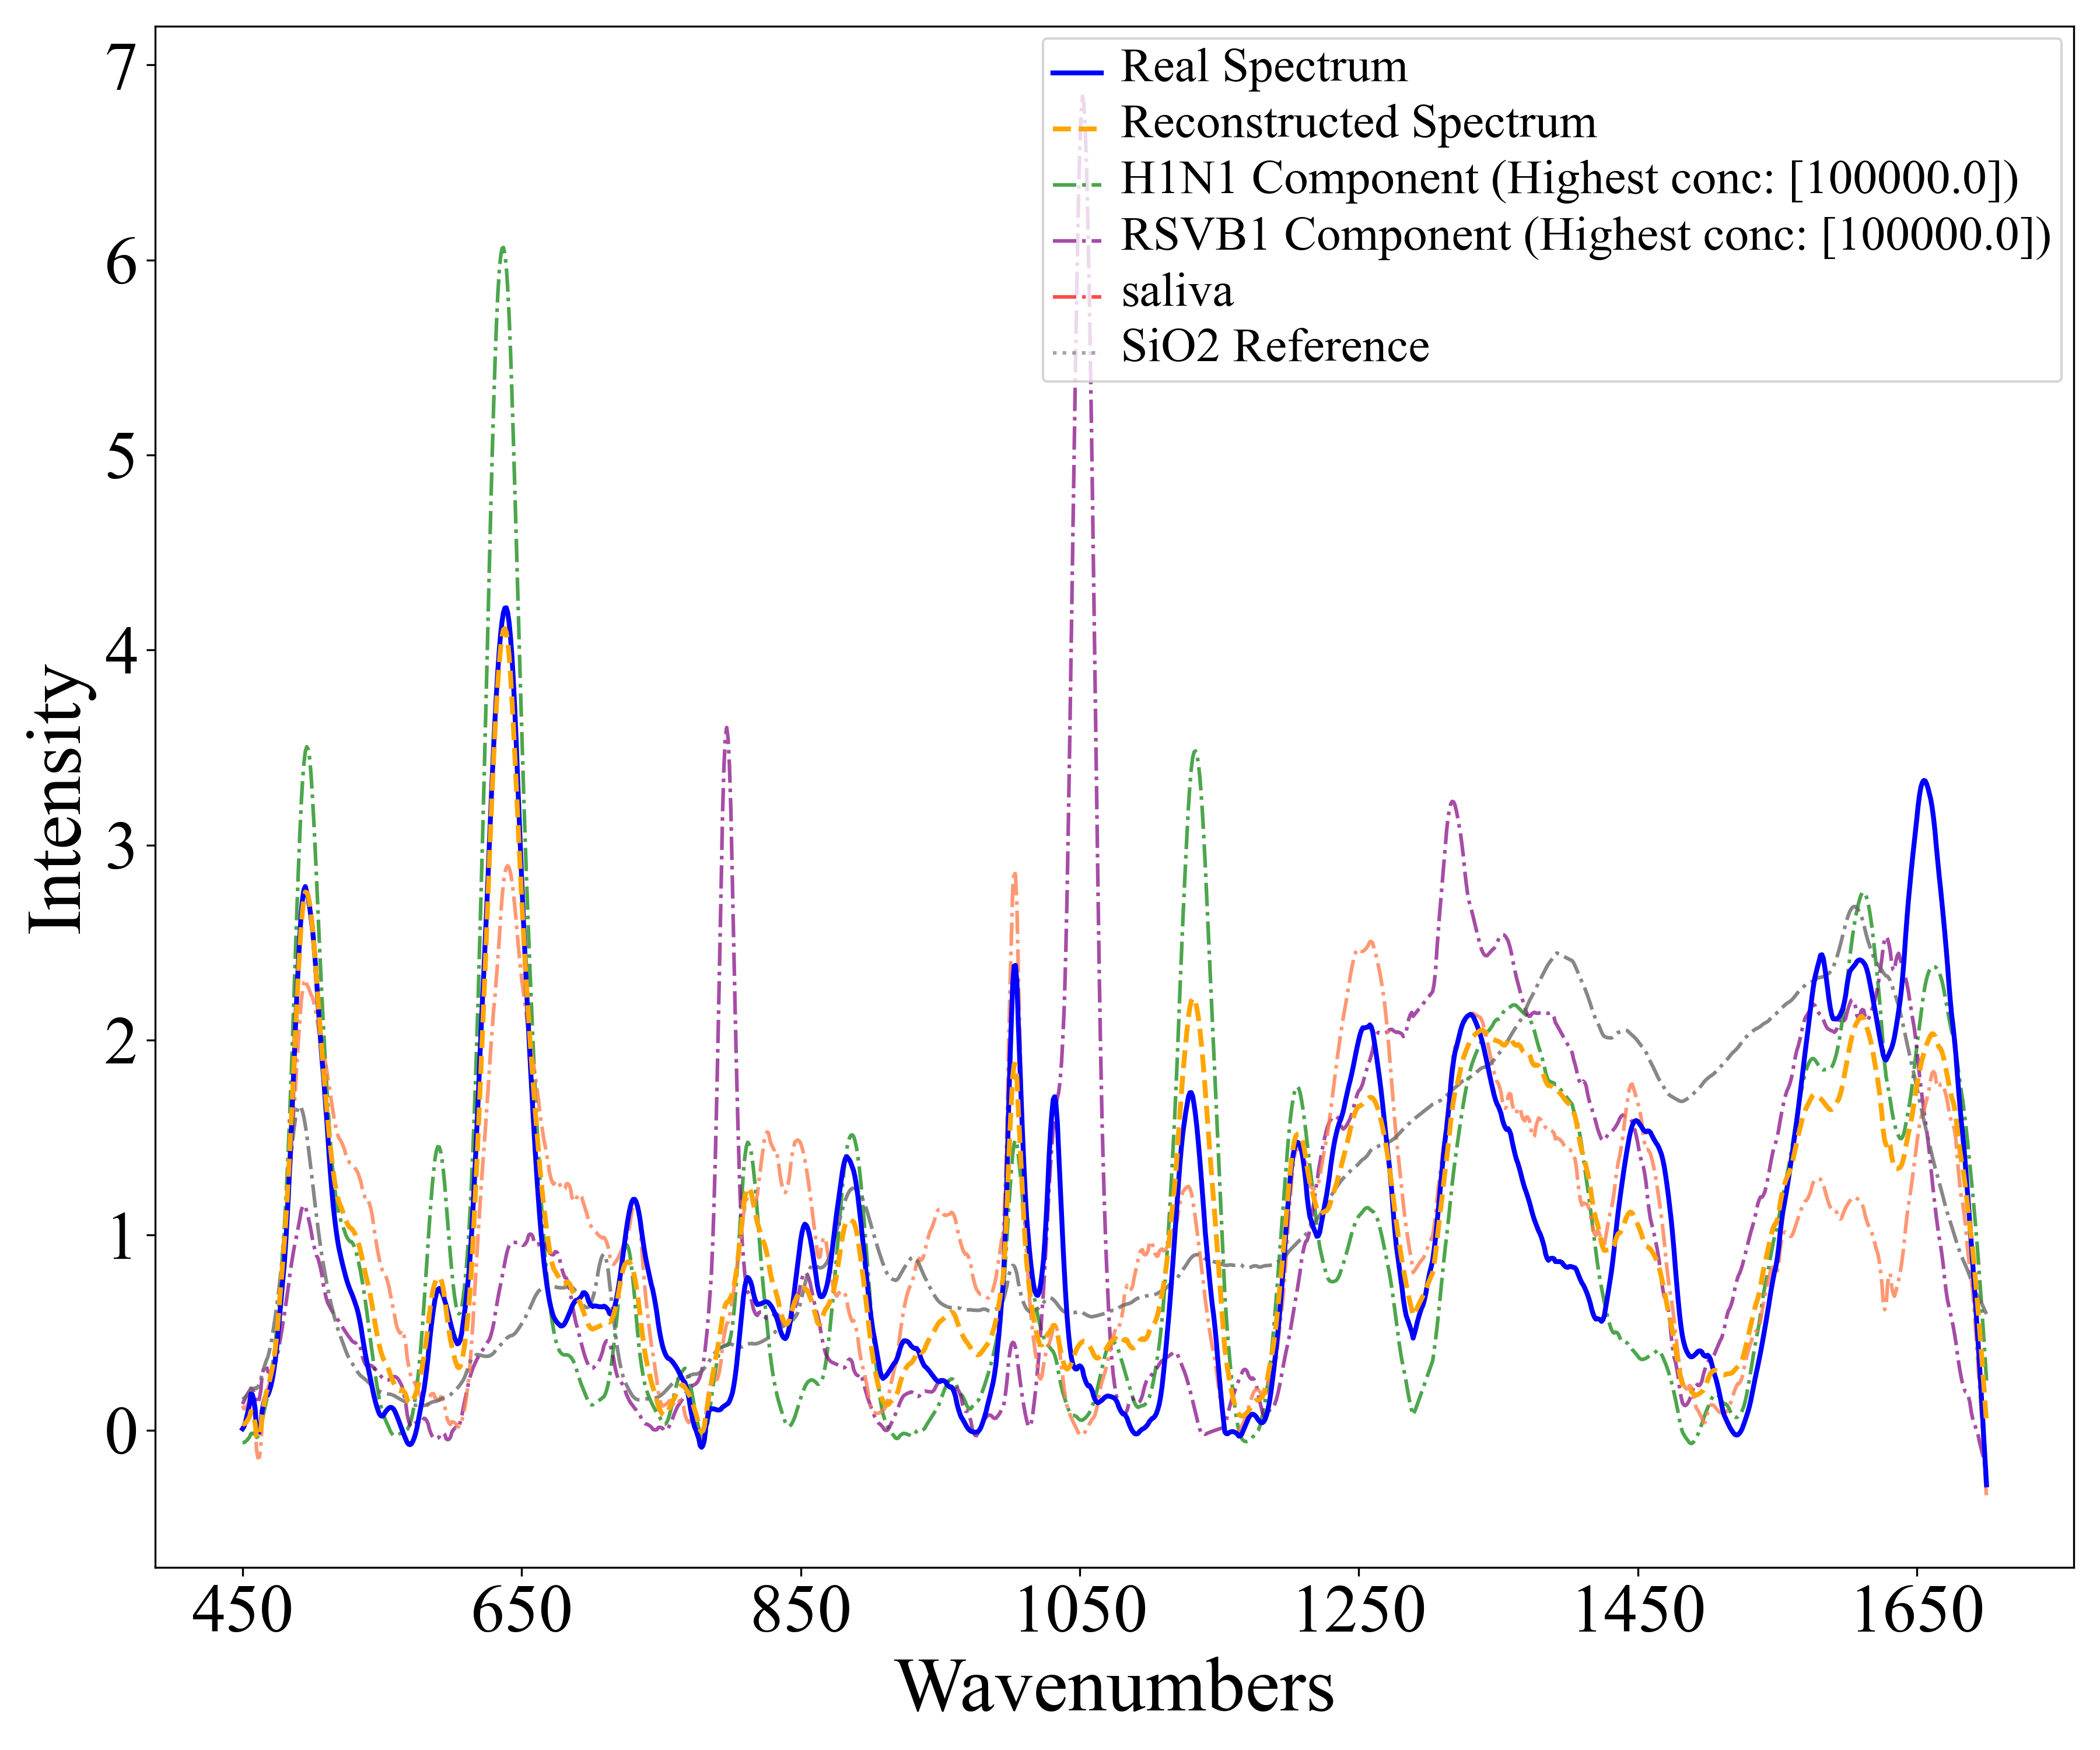 7
6
5
4
3
2
1
0
Intensity
Real Spectrum
Reconstructed Spectrum
H1N1 Component (Highest conc: [100000.0])
RSVB1 Component (Highest conc: [100000.0])
saliva
SiO2 Reference
450 650 850 1050 1250 1450 1650
Wavenumbers